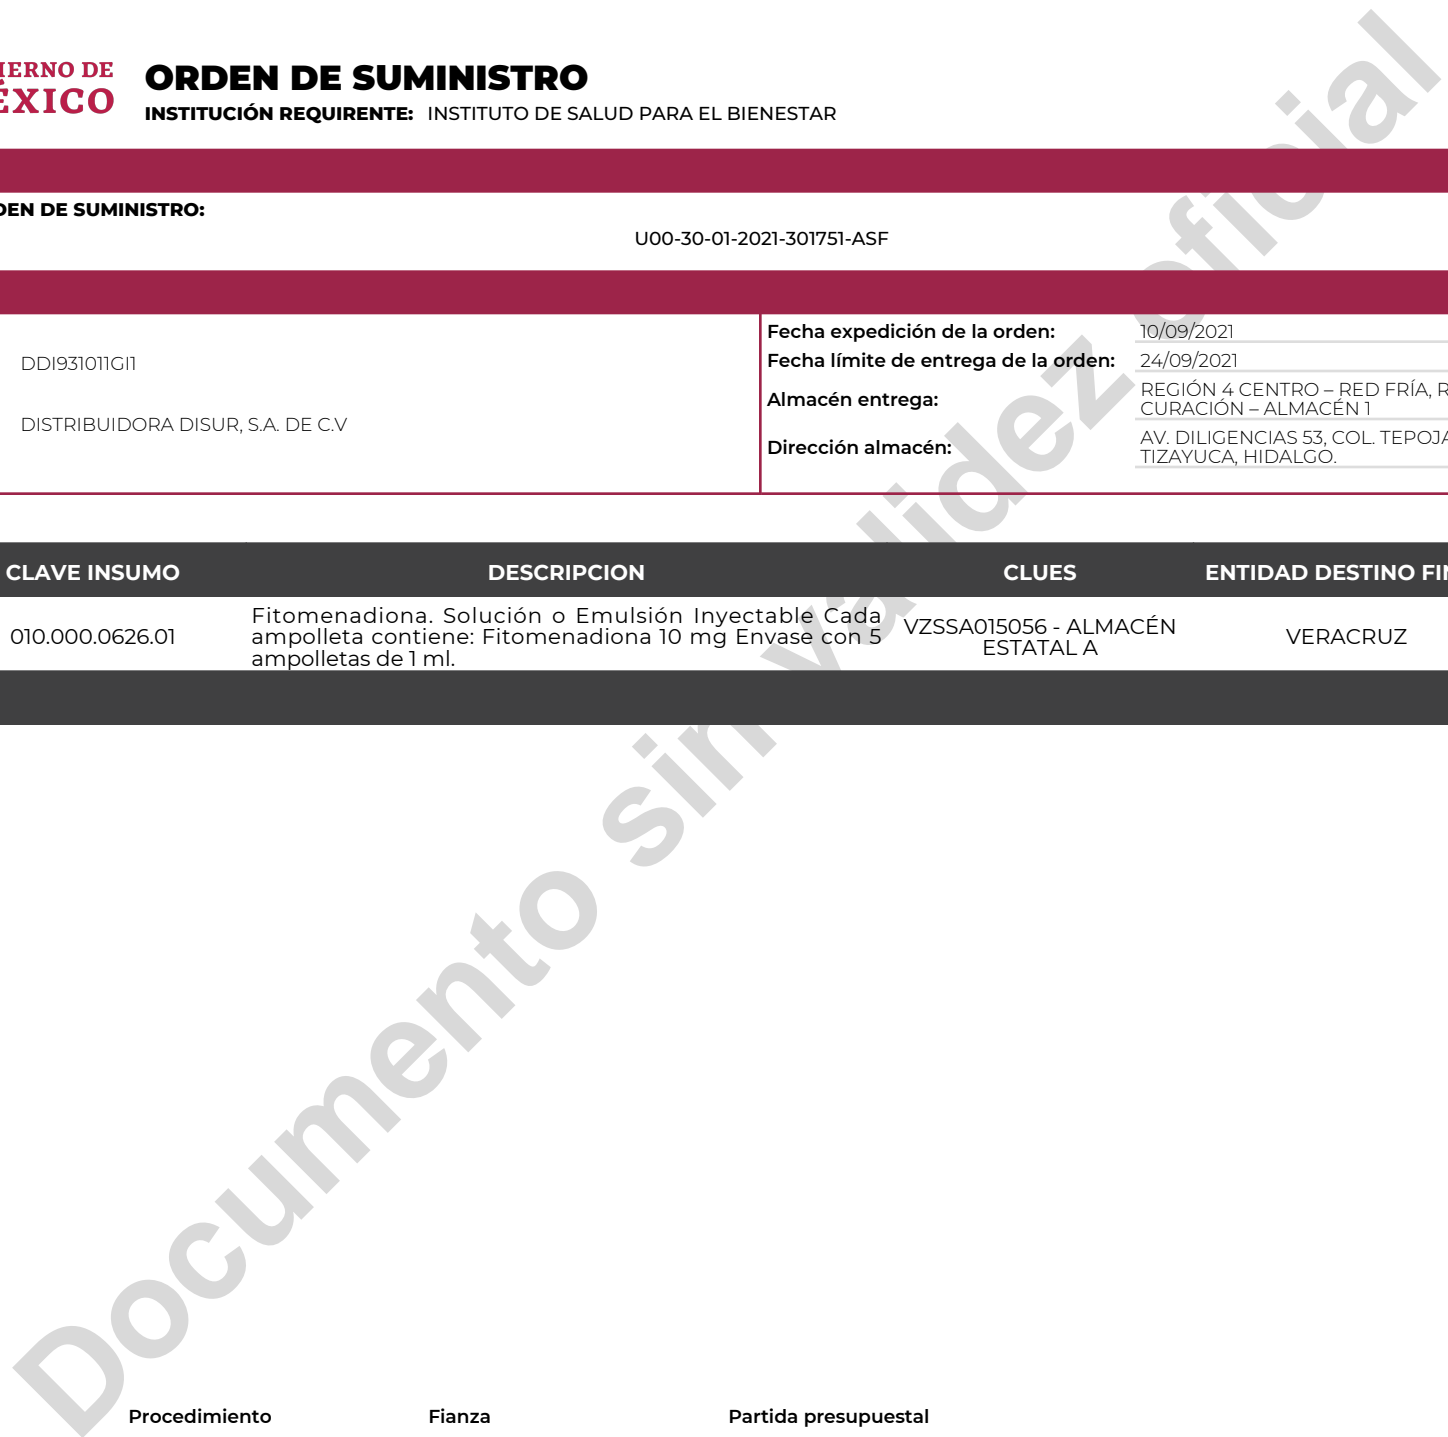 IERNO DE
ÉXICO
ORDEN DE SUMINISTRO
INSTITUCIÓN REQUIRENTE: INSTITUTO DE SALUD PARA EL BIENESTAR
DEN DE SUMINISTRO:
U00-30-01-2021-301751-ASF
DDI931011GI1
DISTRIBUIDORA DISUR, S.A. DE C.V
Fecha expedición de la orden: 10/09/2021
Fecha límite de entrega de la orden: 24/09/2021
Almacén entrega: REGIÓN 4 CENTRO – RED FRÍA, R
CURACIÓN – ALMACÉN 1
Dirección almacén: AV. DILIGENCIAS 53, COL. TEPOJA
TIZAYUCA, HIDALGO.
CLAVE INSUMO DESCRIPCION CLUES ENTIDAD DESTINO FIN
010.000.0626.01
Fitomenadiona. Solución o Emulsión Inyectable Cada
ampolleta contiene: Fitomenadiona 10 mg Envase con 5
ampolletas de 1 ml.
VZSSA015056 - ALMACÉN
ESTATAL A
VERACRUZ
Documento sin validez oficial
Procedimiento Fianza Partida presupuestal